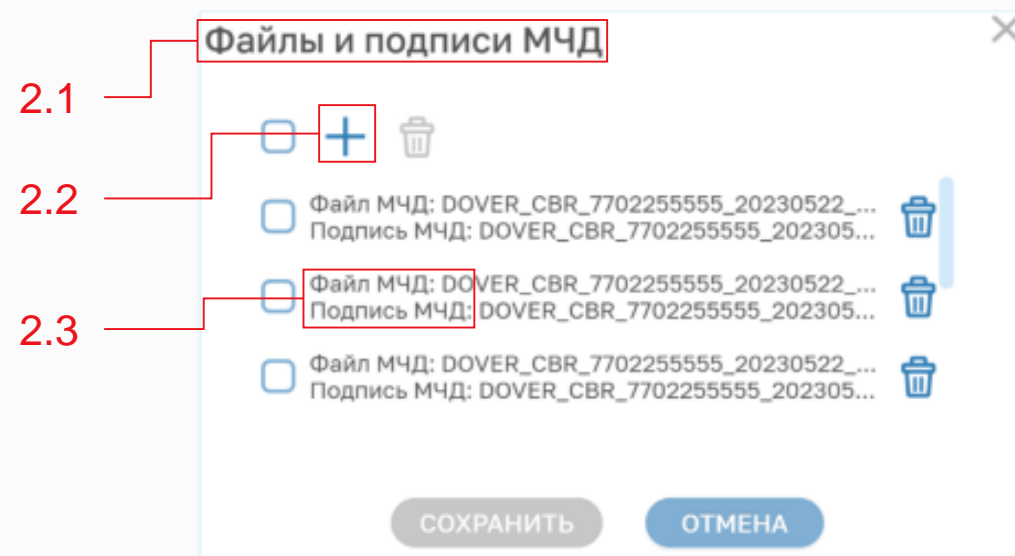 Файлы и подписи МЧД
2.1
2.2
Файл МЧД: DOVER_CBR_7702255555_20230522_...
Подпись МЧД: DOVER_CBR_7702255555_202305...
Файл МЧД: DOVER_CBR_7702255555_20230522_...
Подпись МЧД: DOVER_CBR_7702255555_202305...
2.3
Файл МЧД: DOVER_CBR_7702255555_20230522_...
Подпись МЧД: DOVER_CBR_7702255555_202305...
СОХРАНИТЬ
ОТМЕНА